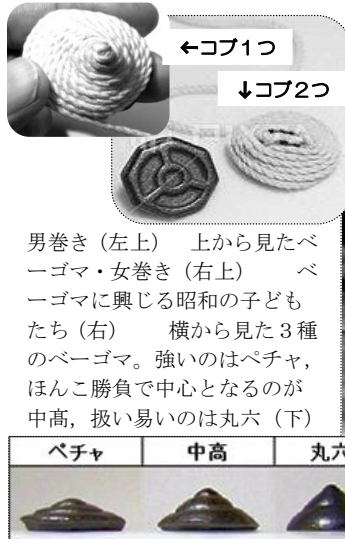 ←コブ1つ
↓コブ2つ
男巻き（左上）　上から見たベ
ーゴマ・女巻き（右上）　　ベ
ーゴマに興じる昭和の子ども
たち（右）　　横から見た３種
のベーゴマ。強いのはペチャ，
ほんこ勝負で中心となるのが
中髙，扱い易いのは丸六（下）
ペチャ　中高　丸六